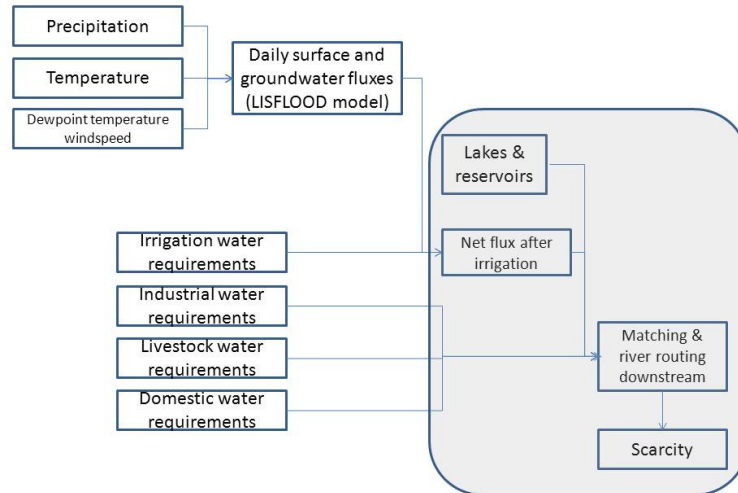 Precipitation
Temperature
Dewpoint temperature
windspeed
Daily surface and
groundwater fluxes
(LISFLOOD model)
Lakes &
reservoirs
Irrigation water
requirements
Net flux after
irrigation
Industrial water
requirements
Livestock water
requirements
Domestic water
requirements
Matching &
river routing
downstream
Scarcity